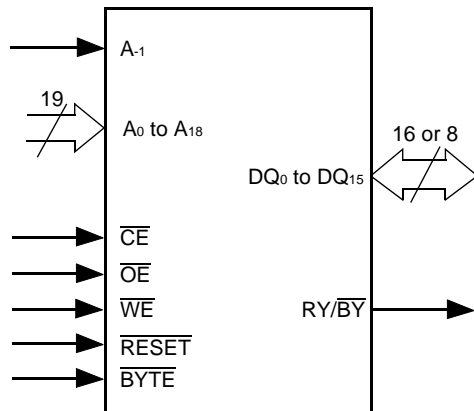 A-1
19
A0 to A18
16 or 8
DQ0 to DQ15
CE
OE
WE
RY/BY
RESET
BYTE